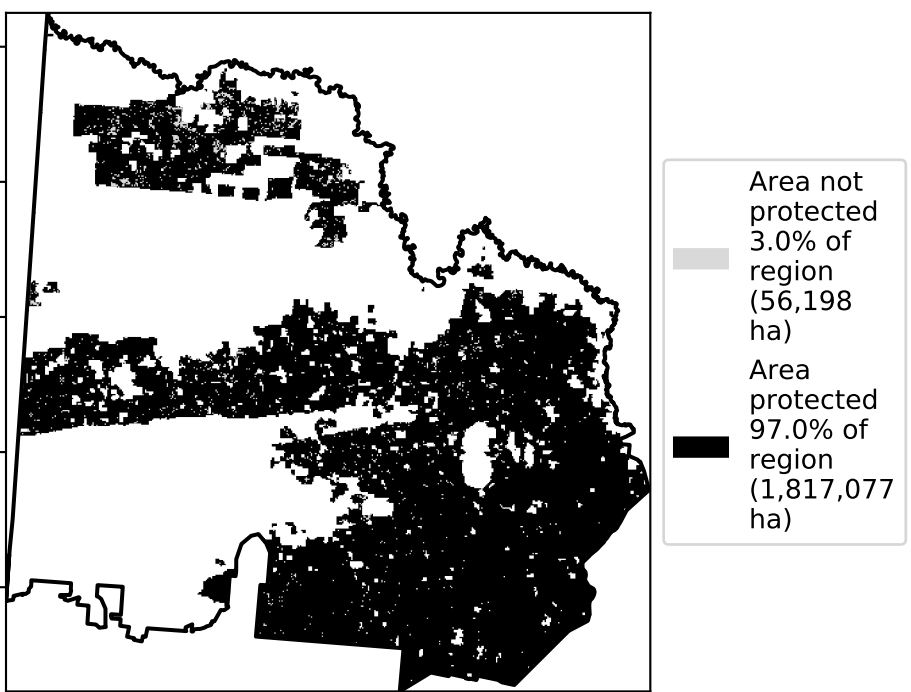 Area not
protected
3.0% of
region
(56,198
ha)
Area
protected
97.0% of
region
(1,817,077
ha)